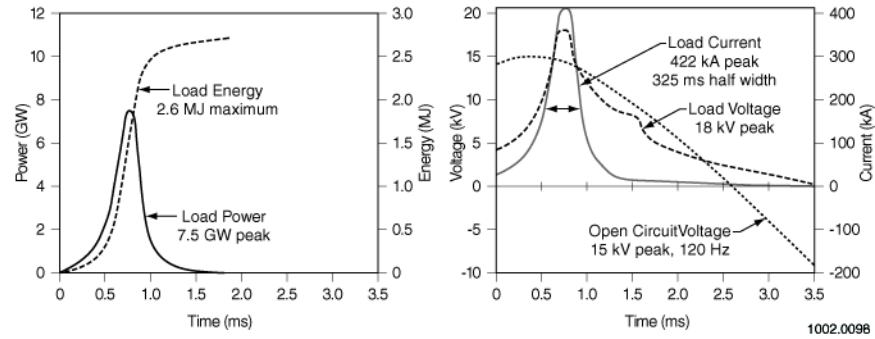 12
10
8
6
4
2
0
Power (GW)
3.0
2.5
2.0
1.5
1.0
0.5
0
Energy (MJ)
Load Energy
2.6 MJ maximum
Load Power
7.5 GW peak
0 0.5 1.0 1.5 2.0 2.5 3.0 3.5
Time (ms)
20
15
10
5
0
-5
-10
Voltage (kV)
400
300
200
100
0
-100
-200
Current (kA)
Load Current
422 kA peak
325 ms half width
Load Voltage
18 kV peak
Open CircuitVoltage
15 kV peak, 120 Hz
0 0.5 1.0 1.5 2.0 2.5 3.0 3.5
Time (ms)
1002.0096